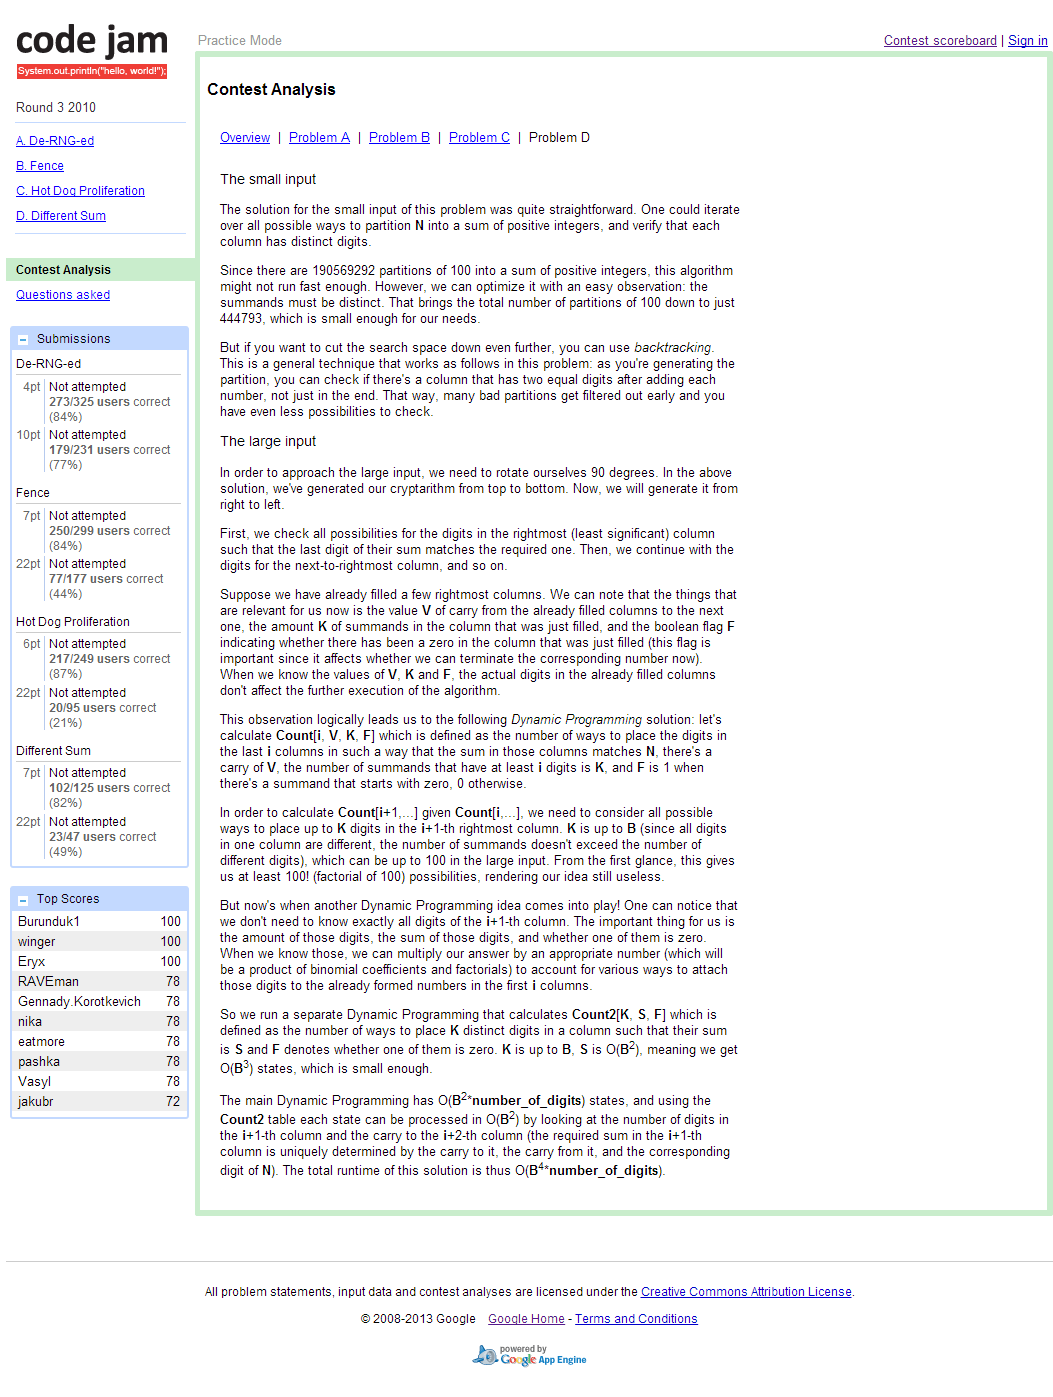 code jam
System.out.println("hello, world!");
Practice Mode
Contest scoreboard | Sign in
Round 3 2010
A. De-RNG-ed
B. Fence
C. Hot Dog Proliferation
D. Different Sum
Contest Analysis
Questions asked
Submissions
De-RNG-ed
4pt Not attempted
273/325 users correct
(84%)
10pt Not attempted
179/231 users correct
(77%)
Fence
7pt Not attempted
250/299 users correct
(84%)
22pt Not attempted
77/177 users correct
(44%)
Hot Dog Proliferation
6pt Not attempted
217/249 users correct
(87%)
22pt Not attempted
20/95 users correct
(21%)
Different Sum
7pt Not attempted
102/125 users correct
(82%)
22pt Not attempted
23/47 users correct
(49%)
Top Scores
Burunduk1 100
winger 100
Eryx 100
RAVEman 78
Gennady.Korotkevich 78
nika 78
eatmore 78
pashka 78
Vasyl 78
jakubr 72
Contest Analysis
Overview | Problem A | Problem B | Problem C | Problem D
The small input
The solution for the small input of this problem was quite straightforward. One could iterate
over all possible ways to partition N into a sum of positive integers, and verify that each
column has distinct digits.
Since there are 190569292 partitions of 100 into a sum of positive integers, this algorithm
might not run fast enough. However, we can optimize it with an easy observation: the
summands must be distinct. That brings the total number of partitions of 100 down to just
444793, which is small enough for our needs.
But if you want to cut the search space down even further, you can use backtracking.
This is a general technique that works as follows in this problem: as you're generating the
partition, you can check if there's a column that has two equal digits after adding each
number, not just in the end. That way, many bad partitions get filtered out early and you
have even less possibilities to check.
The large input
In order to approach the large input, we need to rotate ourselves 90 degrees. In the above
solution, we've generated our cryptarithm from top to bottom. Now, we will generate it from
right to left.
First, we check all possibilities for the digits in the rightmost (least significant) column
such that the last digit of their sum matches the required one. Then, we continue with the
digits for the next-to-rightmost column, and so on.
Suppose we have already filled a few rightmost columns. We can note that the things that
are relevant for us now is the value V of carry from the already filled columns to the next
one, the amount K of summands in the column that was just filled, and the boolean flag F
indicating whether there has been a zero in the column that was just filled (this flag is
important since it affects whether we can terminate the corresponding number now).
When we know the values of V, K and F, the actual digits in the already filled columns
don't affect the further execution of the algorithm.
This observation logically leads us to the following Dynamic Programming solution: let's
calculate Count[i, V, K, F] which is defined as the number of ways to place the digits in
the last i columns in such a way that the sum in those columns matches N, there's a
carry of V, the number of summands that have at least i digits is K, and F is 1 when
there's a summand that starts with zero, 0 otherwise.
In order to calculate Count[i+1,...] given Count[i,...], we need to consider all possible
ways to place up to K digits in the i+1-th rightmost column. K is up to B (since all digits
in one column are different, the number of summands doesn't exceed the number of
different digits), which can be up to 100 in the large input. From the first glance, this gives
us at least 100! (factorial of 100) possibilities, rendering our idea still useless.
But now's when another Dynamic Programming idea comes into play! One can notice that
we don't need to know exactly all digits of the i+1-th column. The important thing for us is
the amount of those digits, the sum of those digits, and whether one of them is zero.
When we know those, we can multiply our answer by an appropriate number (which will
be a product of binomial coefficients and factorials) to account for various ways to attach
those digits to the already formed numbers in the first i columns.
So we run a separate Dynamic Programming that calculates Count2[K, S, F] which is
defined as the number of ways to place K distinct digits in a column such that their sum
is S and F denotes whether one of them is zero. K is up to B, S is O(B2), meaning we get
O(B3) states, which is small enough.
The main Dynamic Programming has O(B2*number_of_digits) states, and using the
Count2 table each state can be processed in O(B2) by looking at the number of digits in
the i+1-th column and the carry to the i+2-th column (the required sum in the i+1-th
column is uniquely determined by the carry to it, the carry from it, and the corresponding
digit of N). The total runtime of this solution is thus O(B4*number_of_digits).
All problem statements, input data and contest analyses are licensed under the Creative Commons Attribution License.
© 2008-2013 Google Google Home - Terms and Conditions
powered by
Google App Engine